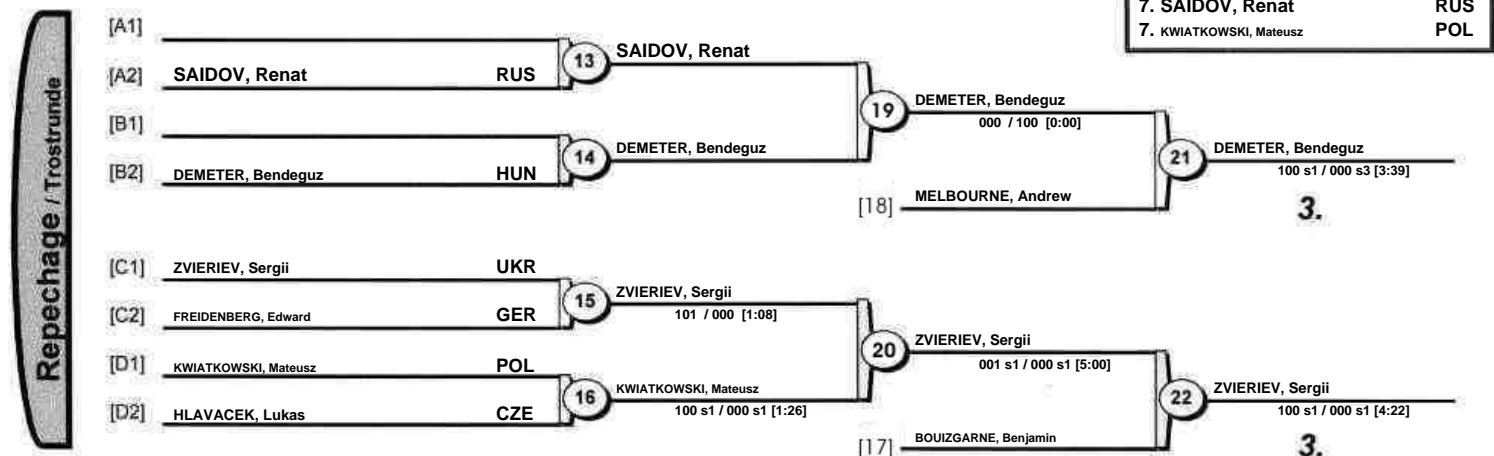 7. SAIDOV, Renat RUS
7. KWIATKOWSKI, Mateusz POL
Repechage / Trostrunde
[A1]
[A2] SAIDOV, Renat RUS
13
SAIDOV, Renat
[B1]
[B2] DEMETER, Bendeguz HUN
14
DEMETER, Bendeguz
19
DEMETER, Bendeguz
000 / 100 [0:00]
[18] MELBOURNE, Andrew
21
DEMETER, Bendeguz
100 s1 / 000 s3 [3:39]
3.
[C1] ZVIERIEV, Sergii UKR
[C2] FREIDENBERG, Edward GER
15
ZVIERIEV, Sergii
101 / 000 [1:08]
[D1] KWIATKOWSKI, Mateusz POL
[D2] HLAVACEK, Lukas CZE
16
KWIATKOWSKI, Mateusz
100 s1 / 000 s1 [1:26]
20
ZVIERIEV, Sergii
001 s1 / 000 s1 [5:00]
[17] BOUIZGARNE, Benjamin
22
ZVIERIEV, Sergii
100 s1 / 000 s1 [4:22]
3.